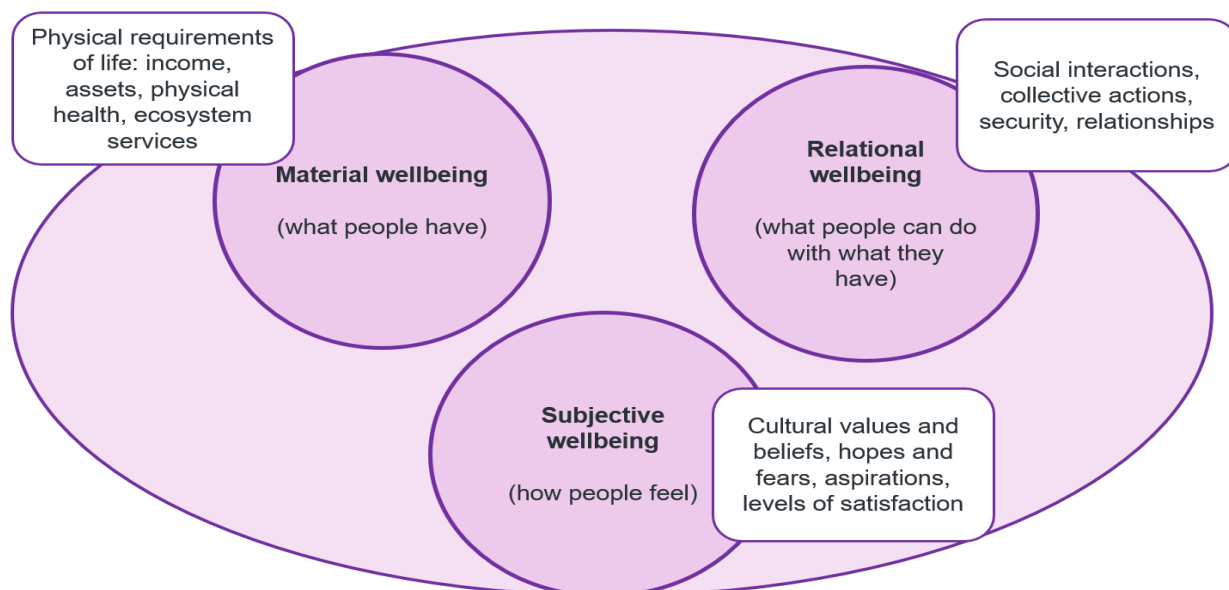 Physical requirements
of life: income,
assets, physical
health, ecosystem
services
Material wellbeing
(what people have)
Social interactions,
collective actions,
security, relationships
Relational
wellbeing
(what people can do
with what they
have)
Subjective
wellbeing
(how people feel)
Cultural values and
beliefs, hopes and
fears, aspirations,
levels of satisfaction